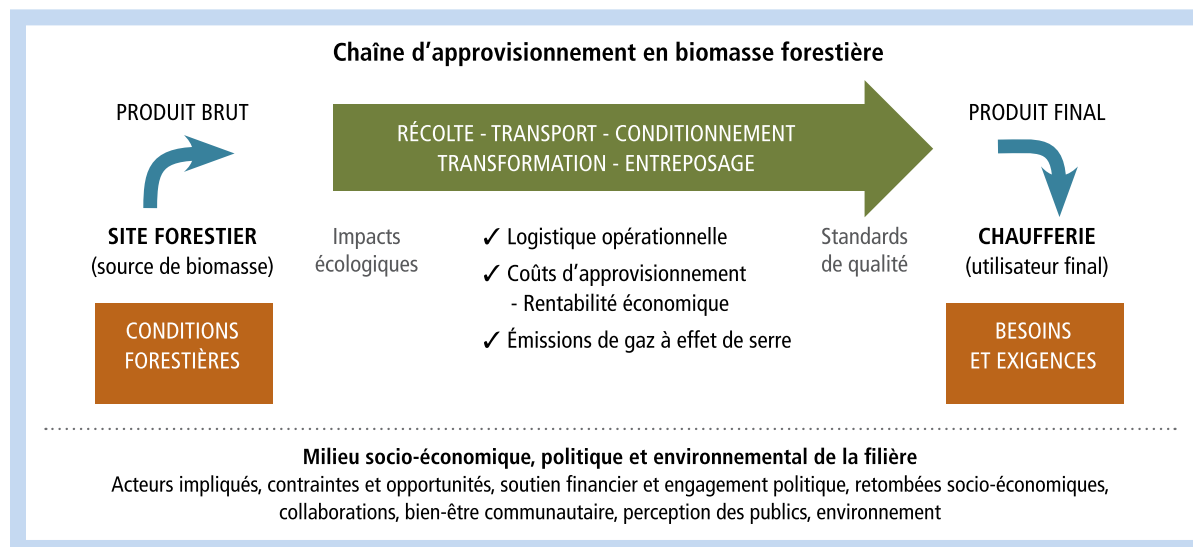 Chaîne d’approvisionnement en biomasse forestière
PRODUIT BRUT
RÉCOLTE - TRANSPORT - CONDITIONNEMENT
TRANSFORMATION - ENTREPOSAGE
PRODUIT FINAL
SITE FORESTIER
(source de biomasse)
Impacts
écologiques
✓ Logistique opérationnelle
✓ Coûts d’approvisionnement
- Rentabilité économique
✓ Émissions de gaz à effet de serre
Standards
de qualité
CHAUFFERIE
(utilisateur final)
CONDITIONS
FORESTIÈRES
BESOINS
ET EXIGENCES
Milieu socio-économique, politique et environnemental de la filière
Acteurs impliqués, contraintes et opportunités, soutien financier et engagement politique, retombées socio-économiques,
collaborations, bien-être communautaire, perception des publics, environnement